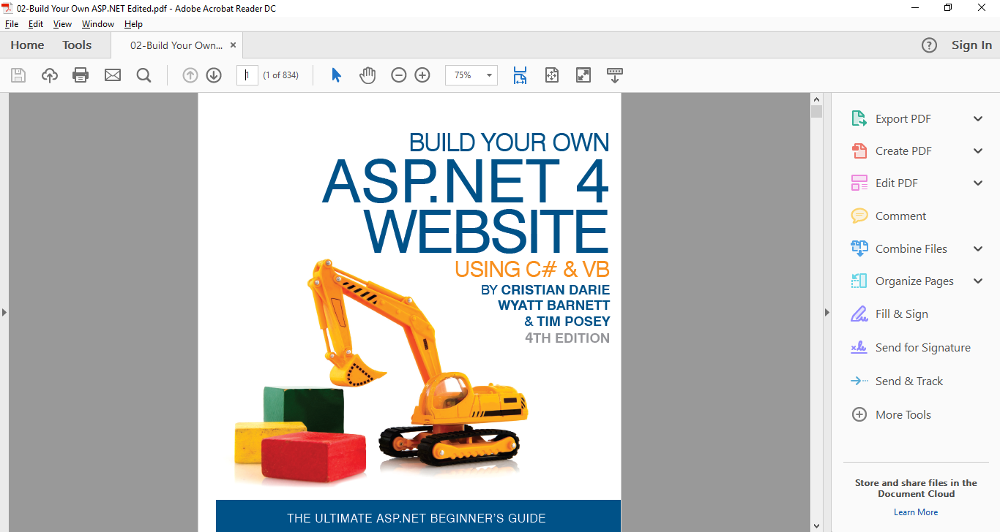 02-Build Your Own ASP.NET Edited.pdf - Adobe Acrobat Reader DC
File Edit View Window Help
Home Tools 02-Build Your Own... × ? Sign In
1 (1 of 834) 75%
BUILD YOUR OWN
ASP.NET 4
WEBSITE
USING C# & VB
BY CRISTIAN DARIE
WYATT BARNETT
& TIM POSEY
4TH EDITION
THE ULTIMATE ASP.NET BEGINNER'S GUIDE
Export PDF
Create PDF
Edit PDF
Comment
Combine Files
Organize Pages
Fill & Sign
Send for Signature
Send & Track
More Tools
Store and share files in the
Document Cloud
Learn More